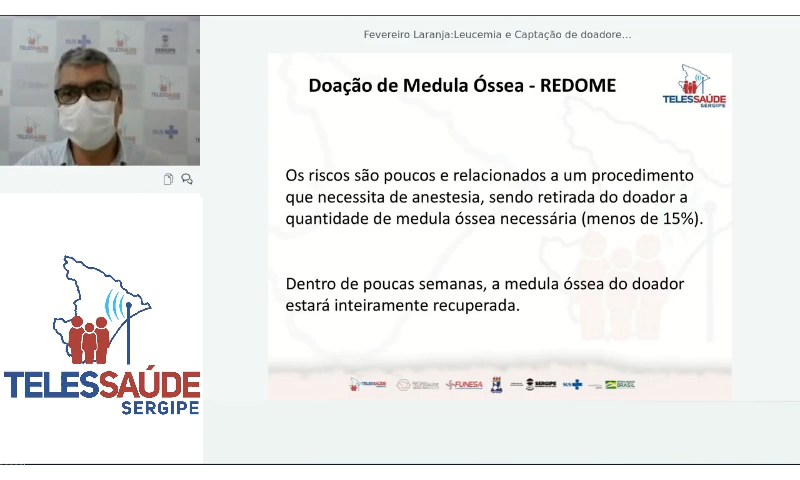 Fevereiro Laranja:Leucemia e Captação de doadore...
Doação de Medula Óssea - REDOME
TELESSAÚDE
SERGIPE
Os riscos são poucos e relacionados a um procedimento
que necessita de anestesia, sendo retirada do doador a
quantidade de medula óssea necessária (menos de 15%).
Dentro de poucas semanas, a medula óssea do doador
estará inteiramente recuperada.
TELESSAÚDE
SERGIPE
FUNESA
SERGIPE
SUS
BRASIL